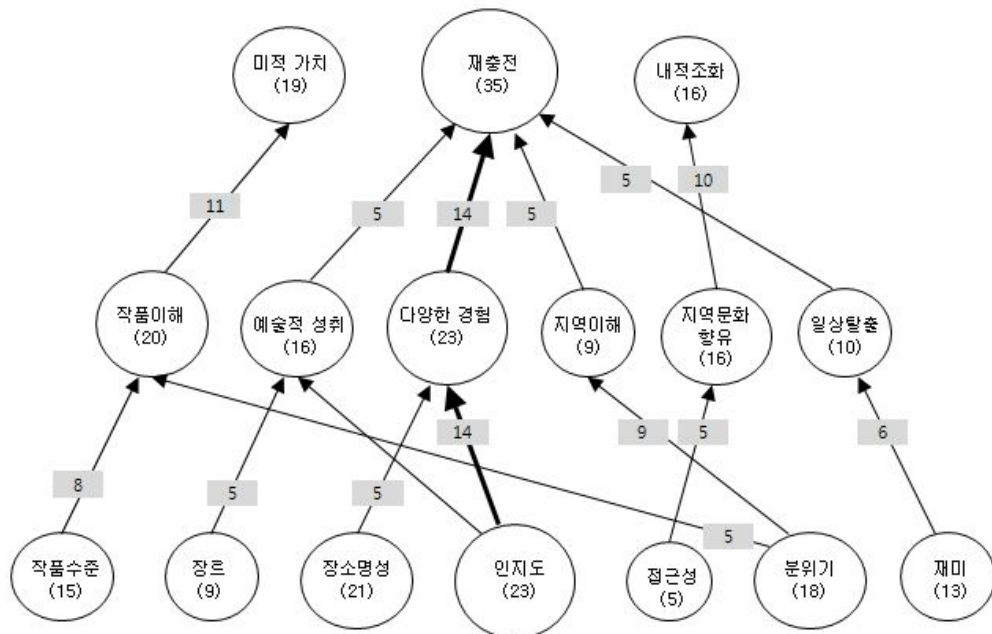 미적 가치
(19)
재충전
(35)
내적조화
(16)
11
5
14
5
5
10
작품이해
(20)
예술적 성취
(16)
다양한 경험
(23)
지역이해
(9)
지역문화
향유
(16)
일상탈출
(10)
8
5
5
14
9
5
6
5
작품수준
(15)
장르
(9)
장소명성
(21)
인지도
(23)
접근성
(5)
분위기
(18)
재미
(13)